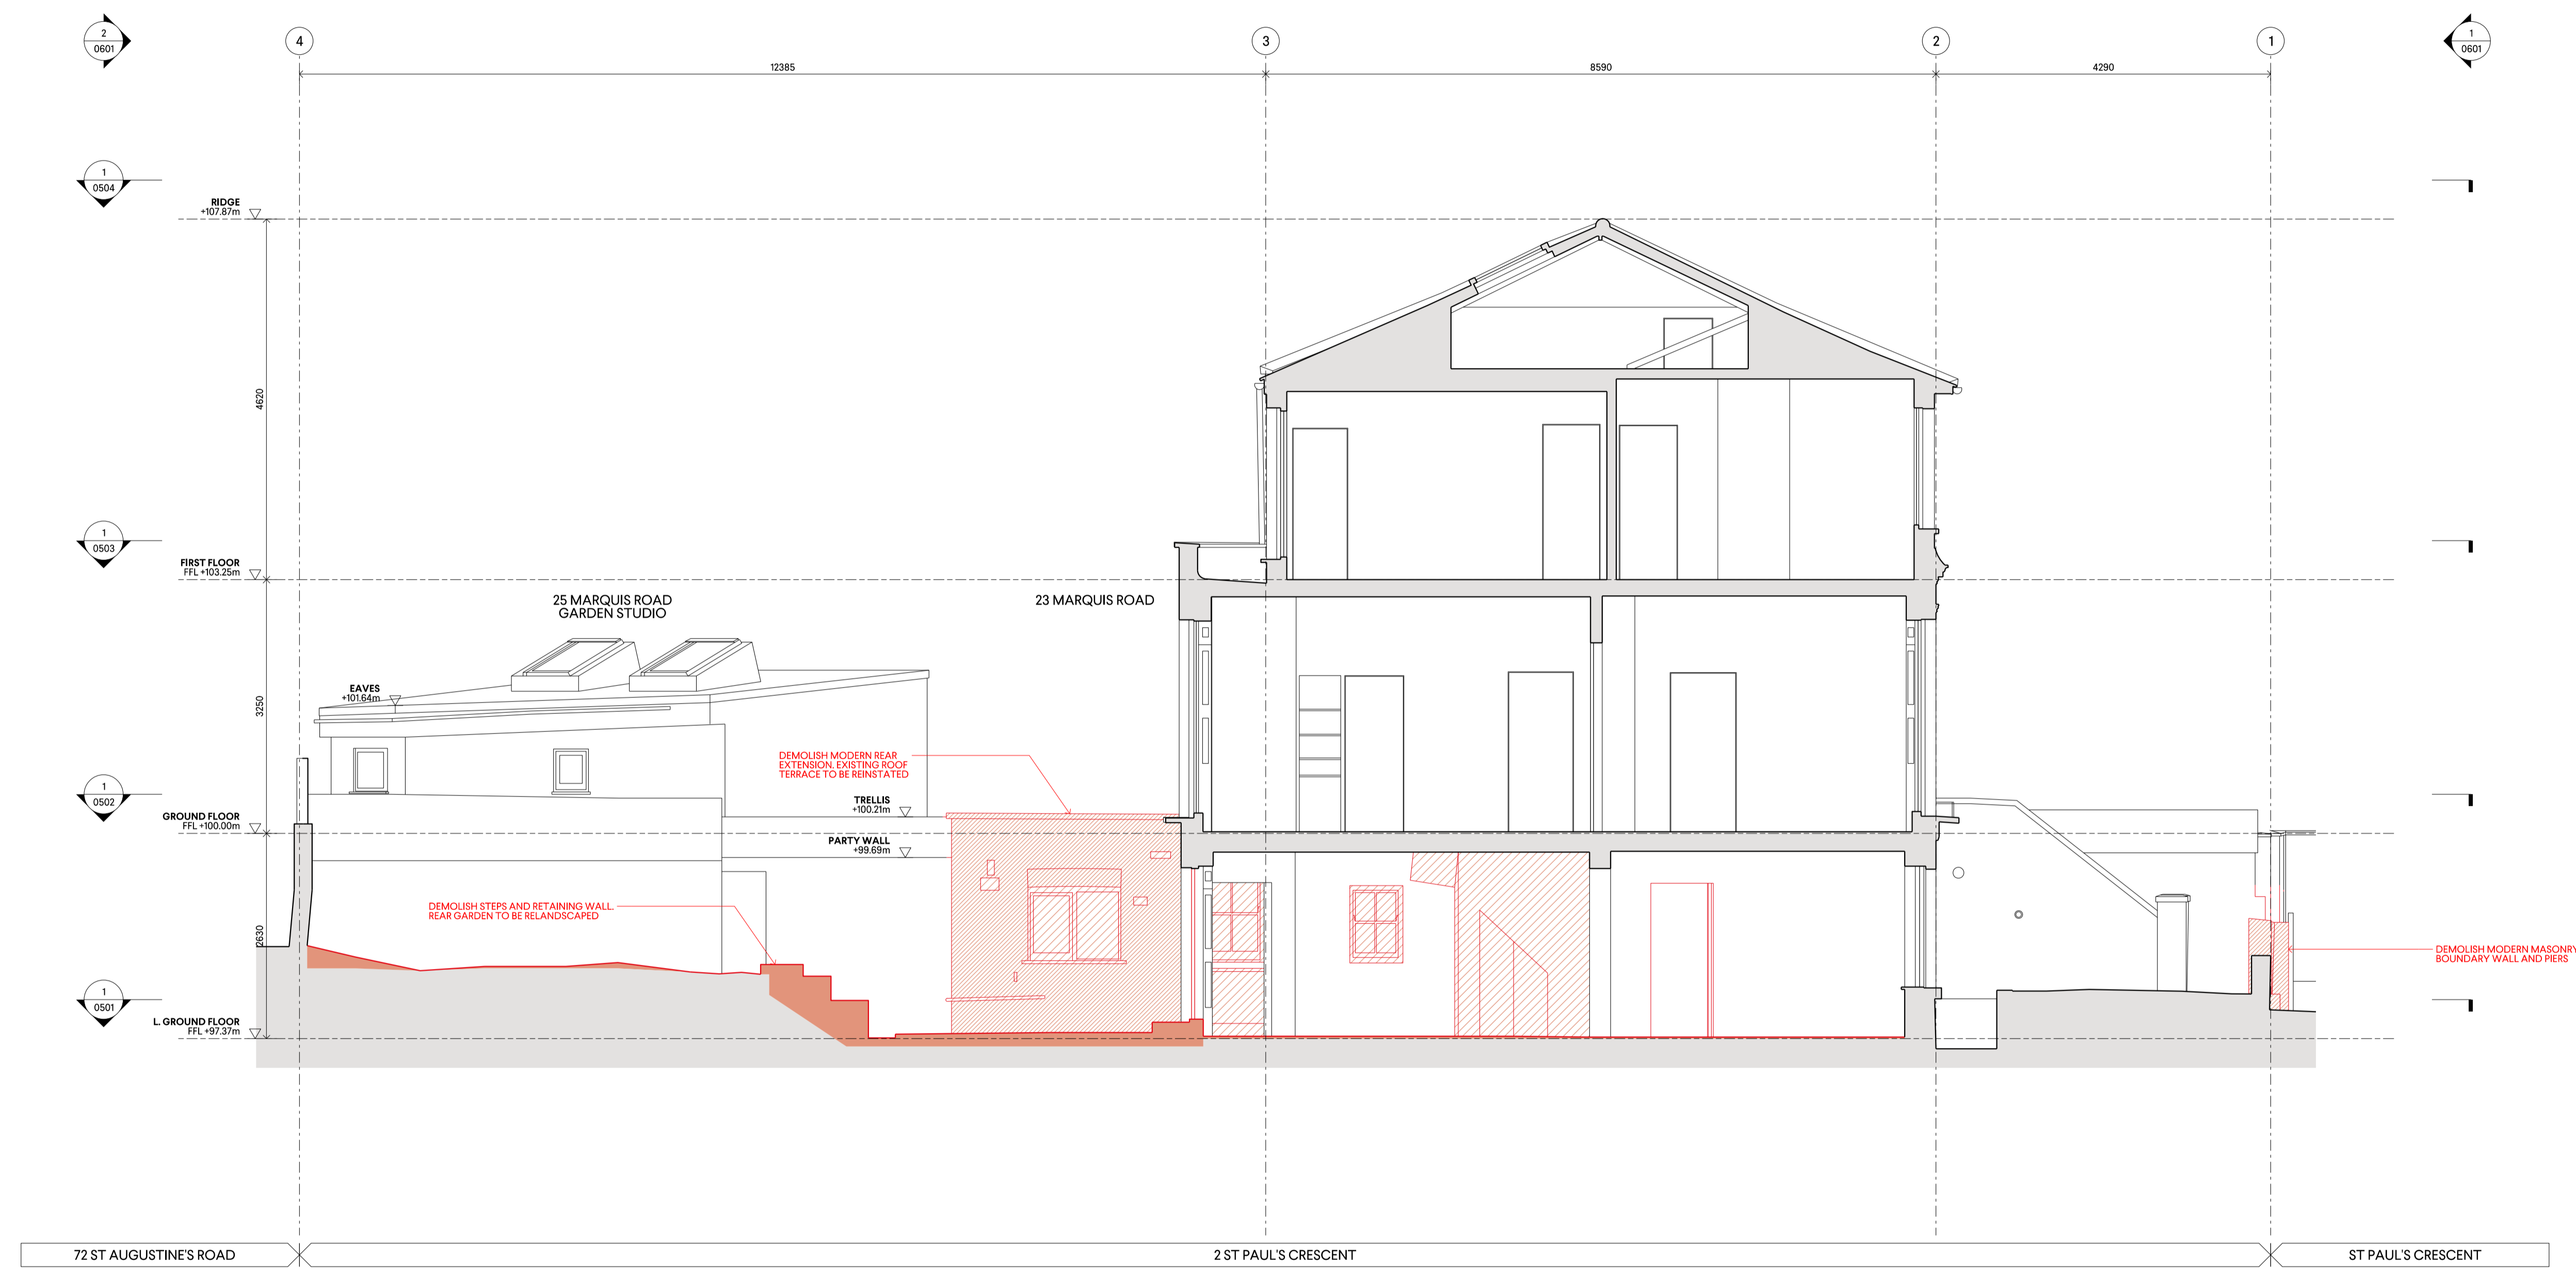 2
0601
4
3
2
1
1
0601
12385
8590
4290
1
0504
RIDGE
+107.87m
4620
1
0503
FIRST FLOOR
FFL +103.25m
25 MARQUIS ROAD
GARDEN STUDIO
23 MARQUIS ROAD
EAVES
+101.64m
3250
DEMOLISH MODERN REAR
EXTENSION. EXISTING ROOF
TERRACE TO BE REINSTATED
1
0502
TRELLIS
+100.21m
GROUND FLOOR
FFL +100.00m
PARTY WALL
+99.69m
DEMOLISH STEPS AND RETAINING WALL.
REAR GARDEN TO BE RELANDSCAPED
2630
DEMOLISH MODERN MASONRY
BOUNDARY WALL AND PIERS
1
0501
L. GROUND FLOOR
FFL +97.37m
72 ST AUGUSTINE'S ROAD
2 ST PAUL'S CRESCENT
ST PAUL'S CRESCENT